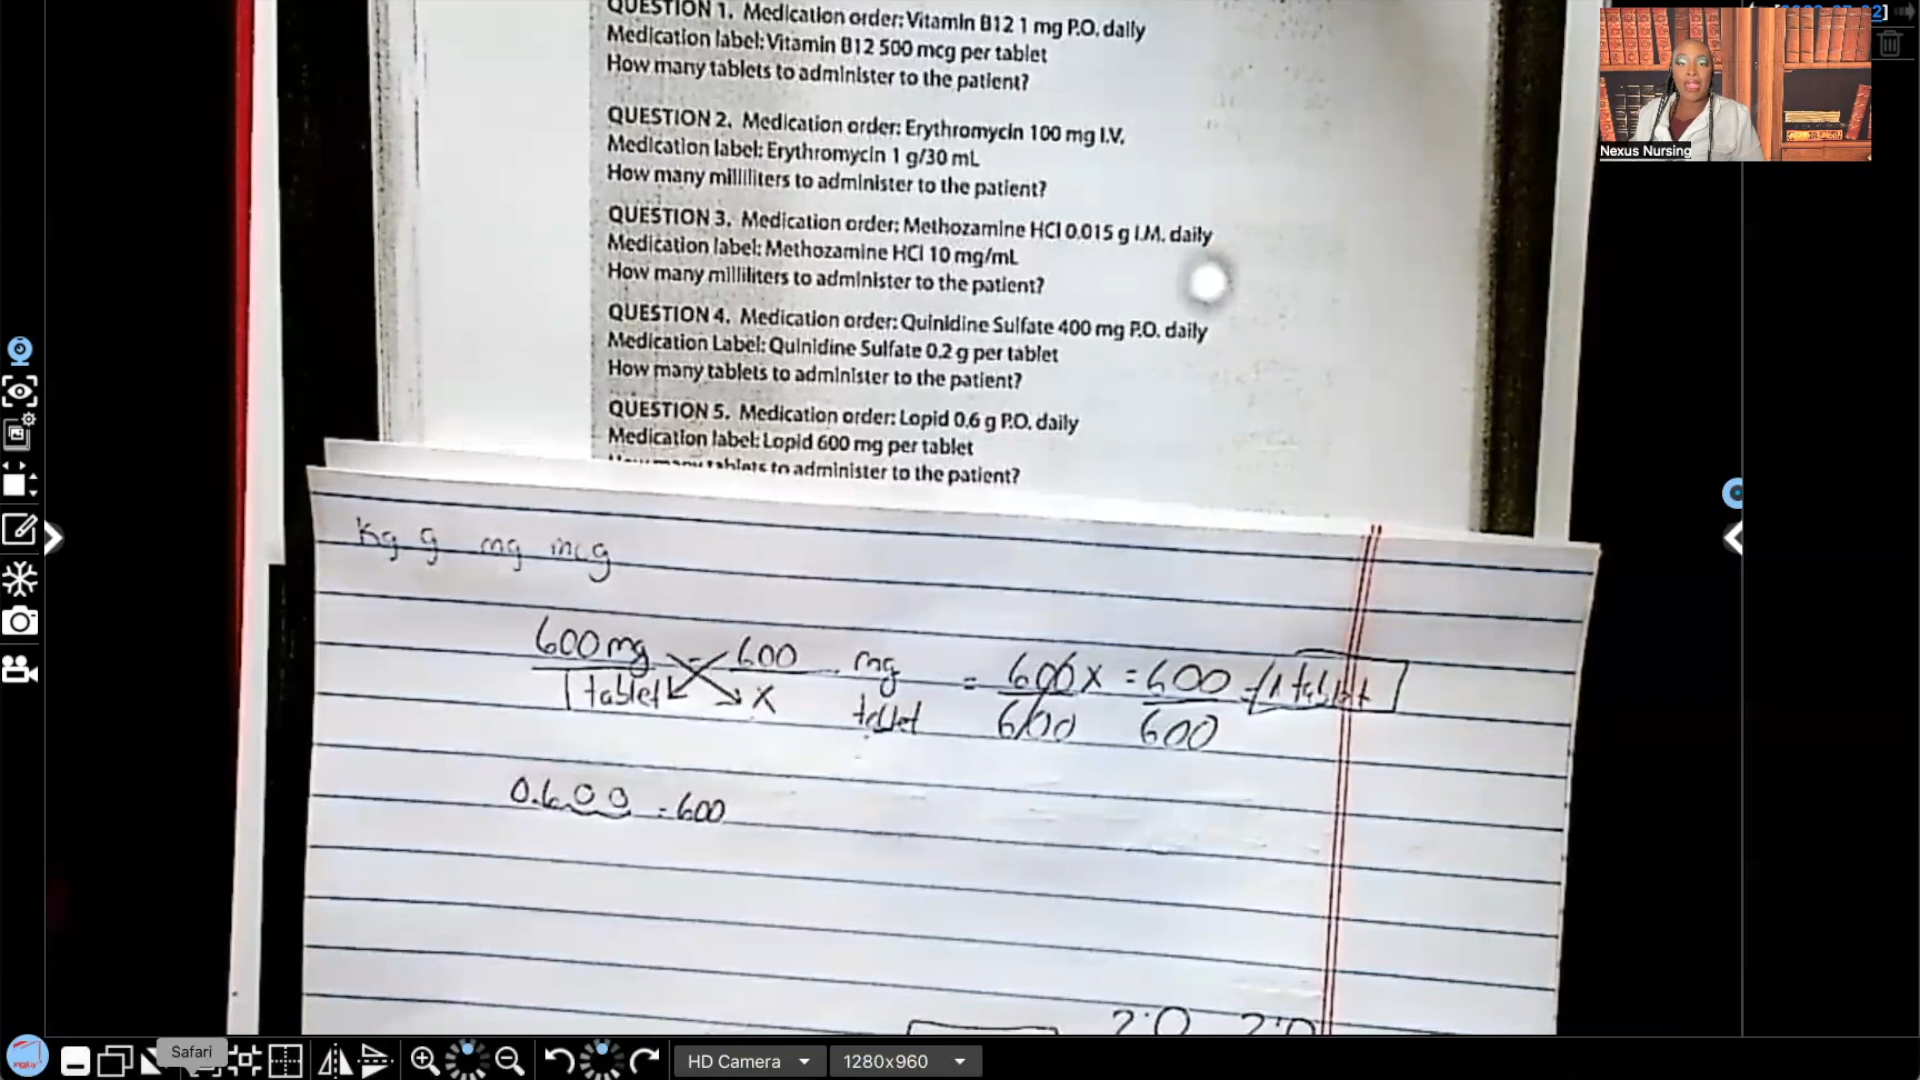 QUESTION 1. Medication order: Vitamin B12 1 mg P.O. daily
Medication label: Vitamin B12 500 mcg per tablet
How many tablets to administer to the patient?
QUESTION 2. Medication order: Erythromycin 100 mg I.V.
Medication label: Erythromycin 1 g/30 mL
How many milliliters to administer to the patient?
QUESTION 3. Medication order: Methozamine HCl 0.015 g I.M. daily
Medication label: Methozamine HCl 10 mg/mL
How many milliliters to administer to the patient?
QUESTION 4. Medication order: Quinidine Sulfate 400 mg P.O. daily
Medication Label: Quinidine Sulfate 0.2 g per tablet
How many tablets to administer to the patient?
QUESTION 5. Medication order: Lopid 0.6 g P.O. daily
Medication label: Lopid 600 mg per tablet
How many tablets to administer to the patient?
Nexus Nursing
Kg g mg mcg
600mg = 600 mg = 600x = 600 = 1 tablet
1 tablet x tablet 600 600
0.600 = 600
Safari
HD Camera
1280x960